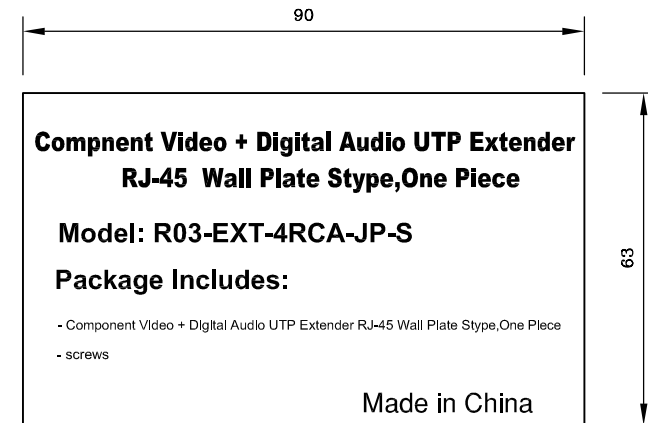 90
Compnent Video + Digital Audio UTP Extender
RJ-45 Wall Plate Stype,One Piece
63
Model: R03-EXT-4RCA-JP-S
Package Includes:
- Component Video + Digital Audio UTP Extender RJ-45 Wall Plate Stype,One Piece
- screws
Made in China